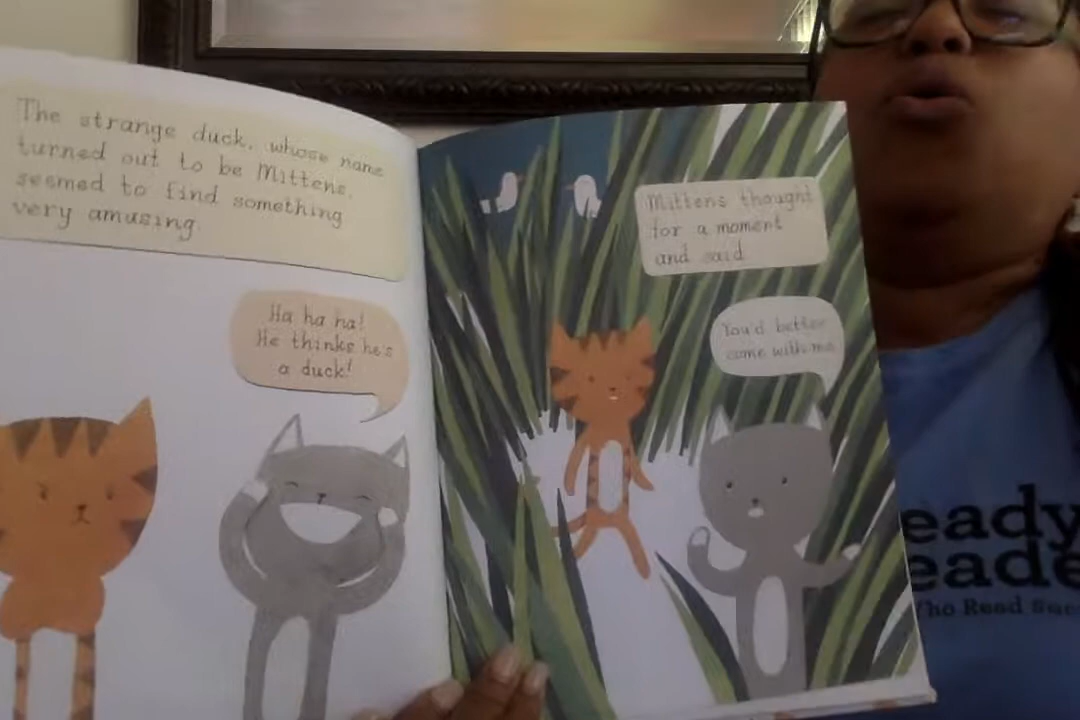 The strange duck, whose name
turned out to be Mittens,
seemed to find something
very amusing.
Ha ha ha!
He thinks he's
a duck!
Mittens thought
for a moment
and said
You'd better
come with me
eady
eade
ho Read